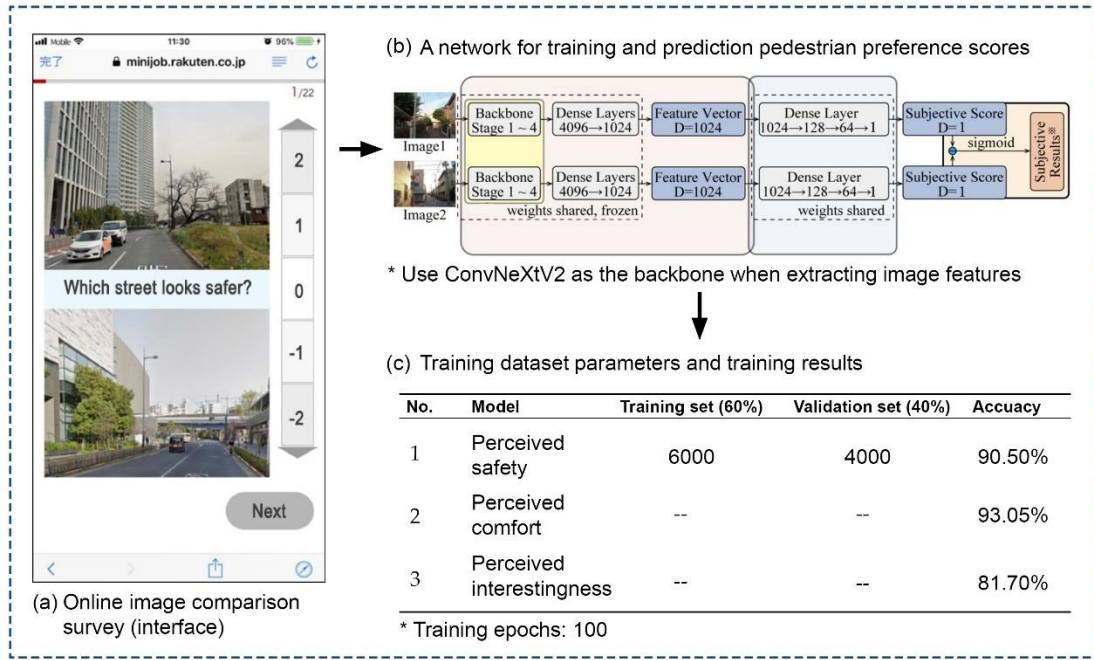 Mobile 11:30 96%
完了 minijob.rakuten.co.jp
1/22
2
1
Which street looks safer?
0
-1
-2
Next
(a) Online image comparison
survey (interface)
(b) A network for training and prediction pedestrian preference scores
Image1
Backbone
Stage 1 ~ 4
Dense Layers
4096→1024
Feature Vector
D=1024
Dense Layer
1024→128→64→1
Subjective Score
D=1
sigmoid
Subjective
Results※
Image2
Backbone
Stage 1 ~ 4
Dense Layers
4096→1024
Feature Vector
D=1024
Dense Layer
1024→128→64→1
Subjective Score
D=1
weights shared, frozen
weights shared
* Use ConvNeXtV2 as the backbone when extracting image features
(c) Training dataset parameters and training results
No. Model Training set (60%) Validation set (40%) Accuacy
1 Perceived safety 6000 4000 90.50%
2 Perceived comfort -- -- 93.05%
3 Perceived interestingness -- -- 81.70%
* Training epochs: 100